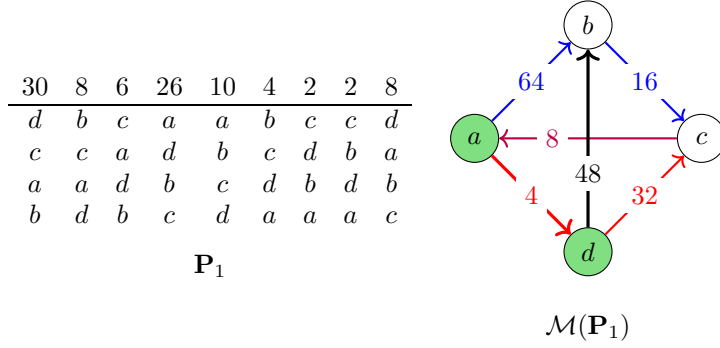 30 8 6 26 10 4 2 2 8
d b c a a b c c d
c c a d b c d b a
a a d b c d b d b
b d b c d a a a c
P₁
b
64 16
a 8 c
48
4 32
d
M(P₁)